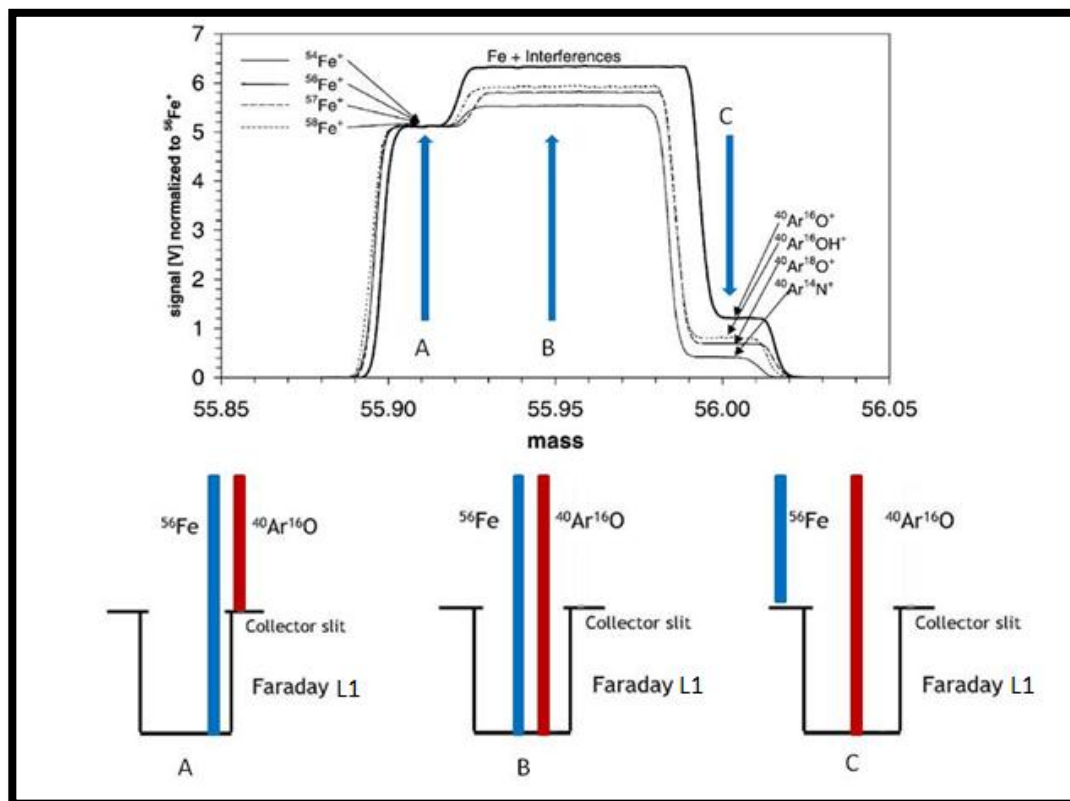 7
6
5
4
3
2
1
0
signal [V] normalized to ⁵⁶Fe⁺
⁵⁴Fe⁺
⁵⁶Fe⁺
⁵⁷Fe⁺
⁵⁸Fe⁺
Fe + Interferences
A
B
C
⁴⁰Ar¹⁶O⁺
⁴⁰Ar¹⁶OH⁺
⁴⁰Ar¹⁸O⁺
⁴⁰Ar¹⁴N⁺
55.85 55.90 55.95 56.00 56.05
mass
⁵⁶Fe
⁴⁰Ar¹⁶O
Collector slit
Faraday L1
A
⁵⁶Fe
⁴⁰Ar¹⁶O
Collector slit
Faraday L1
B
⁵⁶Fe
⁴⁰Ar¹⁶O
Collector slit
Faraday L1
C